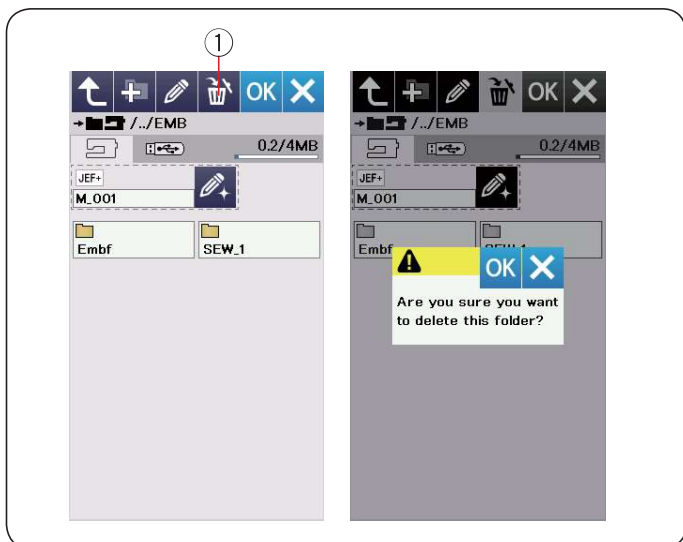 ①
OK
→ /../EMB
0.2/4MB
JEF+
M_001
Embf
SEW_1
OK
→ /../EMB
0.2/4MB
JEF+
M_001
Embf
OK
Are you sure you want
to delete this folder?